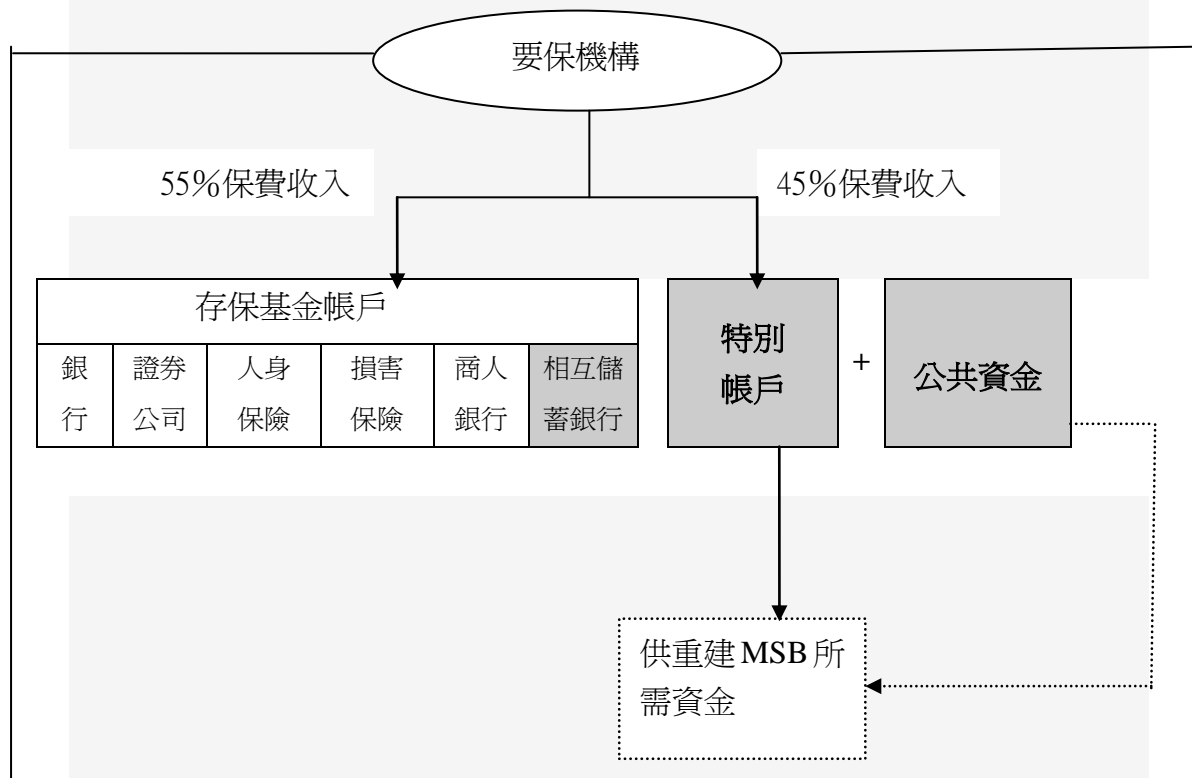 要保機構
55%保費收入
45%保費收入
存保基金帳戶
銀
行
證券
公司
人身
保險
損害
保險
商人
銀行
相互儲
蓄銀行
特別
帳戶
+
公共資金
供重建 MSB 所
需資金